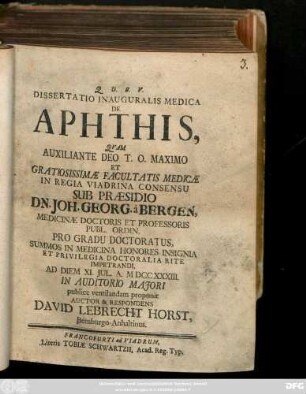 3.
Q. D. B. V.
DISSERTATIO INAUGURALIS MEDICA
DE
APHTHIS,
QUAM
AUXILIANTE DEO T. O. MAXIMO
ET
GRATIOSISSIMÆ FACULTATIS MEDICÆ
IN REGIA VIADRINA CONSENSU
SUB PRÆSIDIO
DN. JOH. GEORG. à BERGEN,
MEDICINÆ DOCTORIS ET PROFESSORIS
PUBL. ORDIN.
PRO GRADU DOCTORATUS,
SUMMOS IN MEDICINA HONORES INSIGNIA
ET PRIVILEGIA DOCTORALIA RITE
IMPETRANDI,
AD DIEM XI. JUL. A. MDCCXXXIII.
IN AUDITORIO MAJORI
publice ventilandam proponit
AUCTOR & RESPONDENS
DAVID LEBRECHT HORST,
Bernburgo-Anhaltinus.
FRANCOFURTI ad VIADRUM,
Literis TOBIÆ SCHWARTZII, Acad. Reg. Typ.